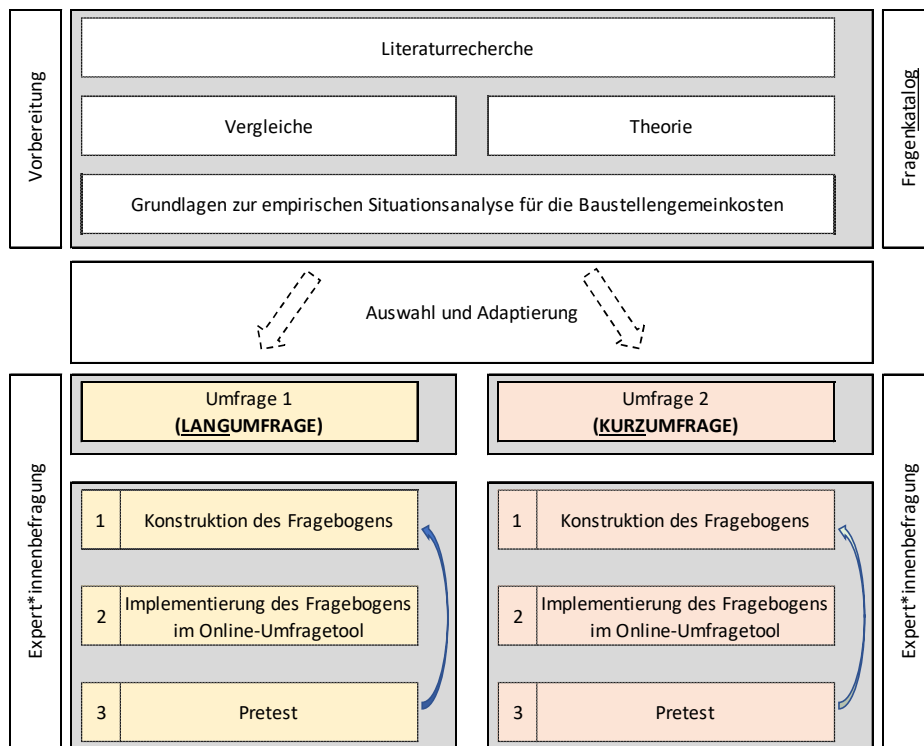 Vorbereitung
Literaturrecherche
Vergleiche
Theorie
Grundlagen zur empirischen Situationsanalyse für die Baustellengemeinkosten
Fragenkatalog
Auswahl und Adaptierung
Expert*innenbefragung
Umfrage 1
(LANGUMFRAGE)
1 Konstruktion des Fragebogens
2 Implementierung des Fragebogens
im Online-Umfragetool
3 Pretest
Umfrage 2
(KURZUMFRAGE)
1 Konstruktion des Fragebogens
2 Implementierung des Fragebogens
im Online-Umfragetool
3 Pretest
Expert*innenbefragung